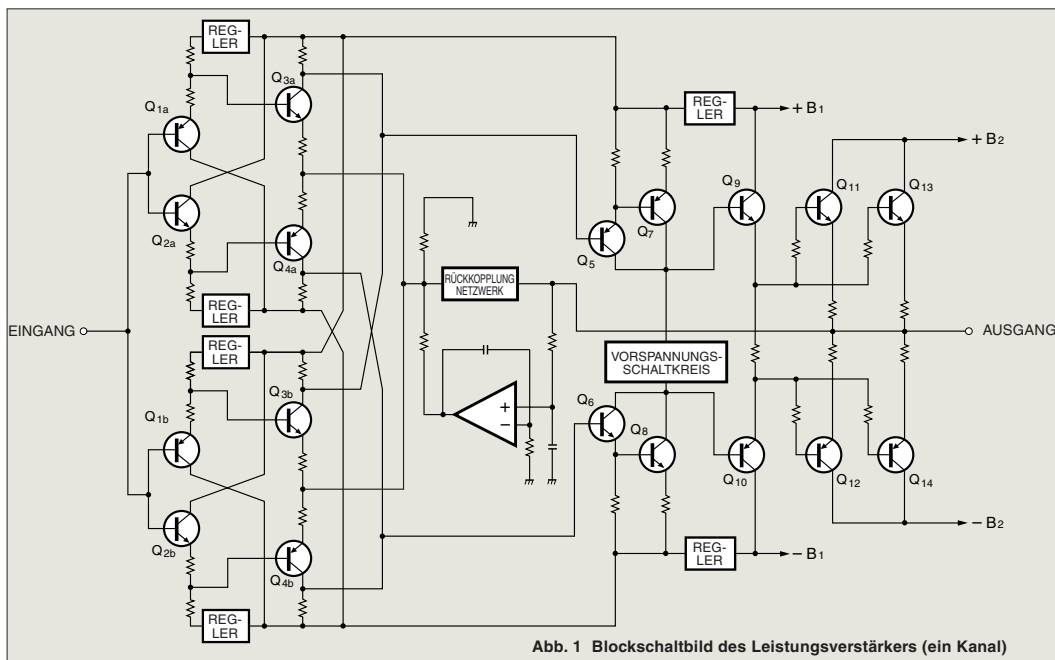 REG-
LER
Q3a
Q1a
Q2a
Q4a
REG-
LER
EINGANG
REG-
LER
Q3b
Q1b
Q2b
Q4b
REG-
LER
RÜCKKOPPLUNG
NETZWERK
+
−
REG-
LER
+B1
+B2
Q9
Q11
Q13
Q7
Q5
AUSGANG
VORSPANNUNGS-
SCHALTKREIS
Q6
Q8
Q10
Q12
Q14
−B2
REG-
LER
−B1
Abb. 1 Blockschaltbild des Leistungsverstärkers (ein Kanal)